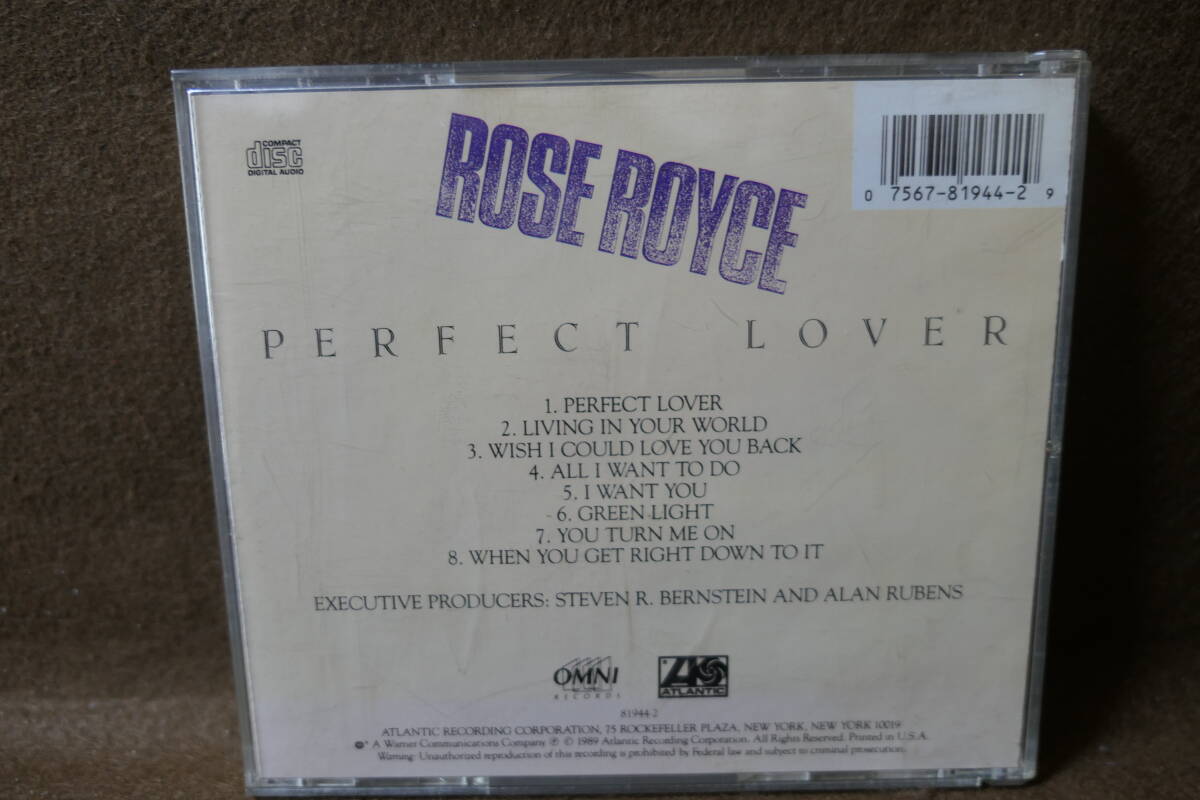 COMPACT
disc
DIGITAL AUDIO
ROSE ROYCE
0 7567-81944-2 9
PERFECT LOVER
1. PERFECT LOVER
2. LIVING IN YOUR WORLD
3. WISH I COULD LOVE YOU BACK
4. ALL I WANT TO DO
5. I WANT YOU
6. GREEN LIGHT
7. YOU TURN ME ON
8. WHEN YOU GET RIGHT DOWN TO IT
EXECUTIVE PRODUCERS: STEVEN R. BERNSTEIN AND ALAN RUBENS
OMNI
RECORDS
ATLANTIC
81944-2
ATLANTIC RECORDING CORPORATION, 75 ROCKEFELLER PLAZA, NEW YORK, NEW YORK 10019
A Warner Communications Company ℗ © 1989 Atlantic Recording Corporation. All Rights Reserved. Printed in U.S.A.
Warning: Unauthorized reproduction of this recording is prohibited by Federal law and subject to criminal prosecution.